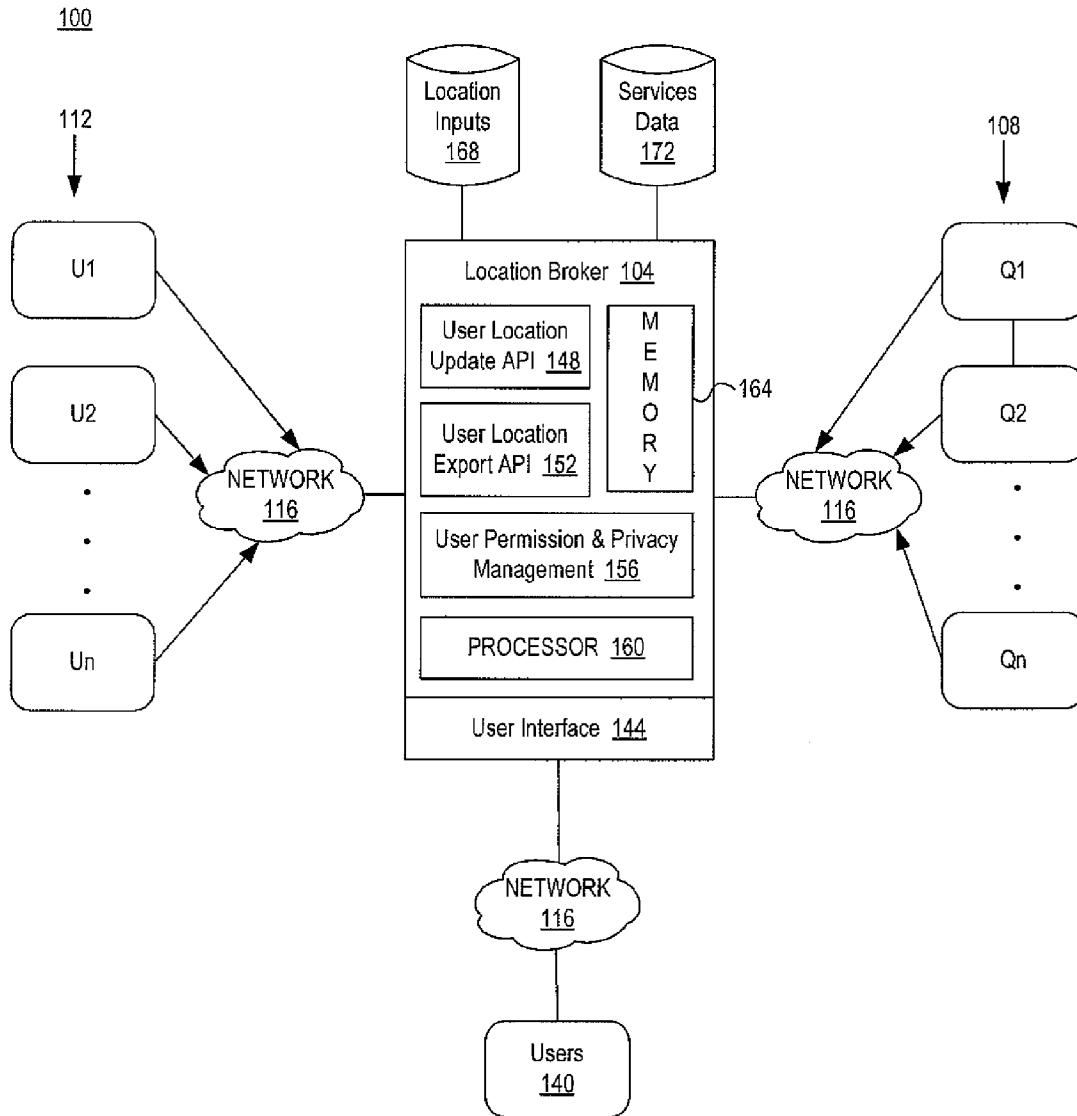 100
Location
Inputs
168
Services
Data
172
112
108
U1
U2
Un
NETWORK
116
Location Broker 104
User Location
Update API 148
M
E
M
O
R
Y
164
User Location
Export API 152
User Permission & Privacy
Management 156
PROCESSOR 160
User Interface 144
Q1
Q2
Qn
NETWORK
116
NETWORK
116
Users
140